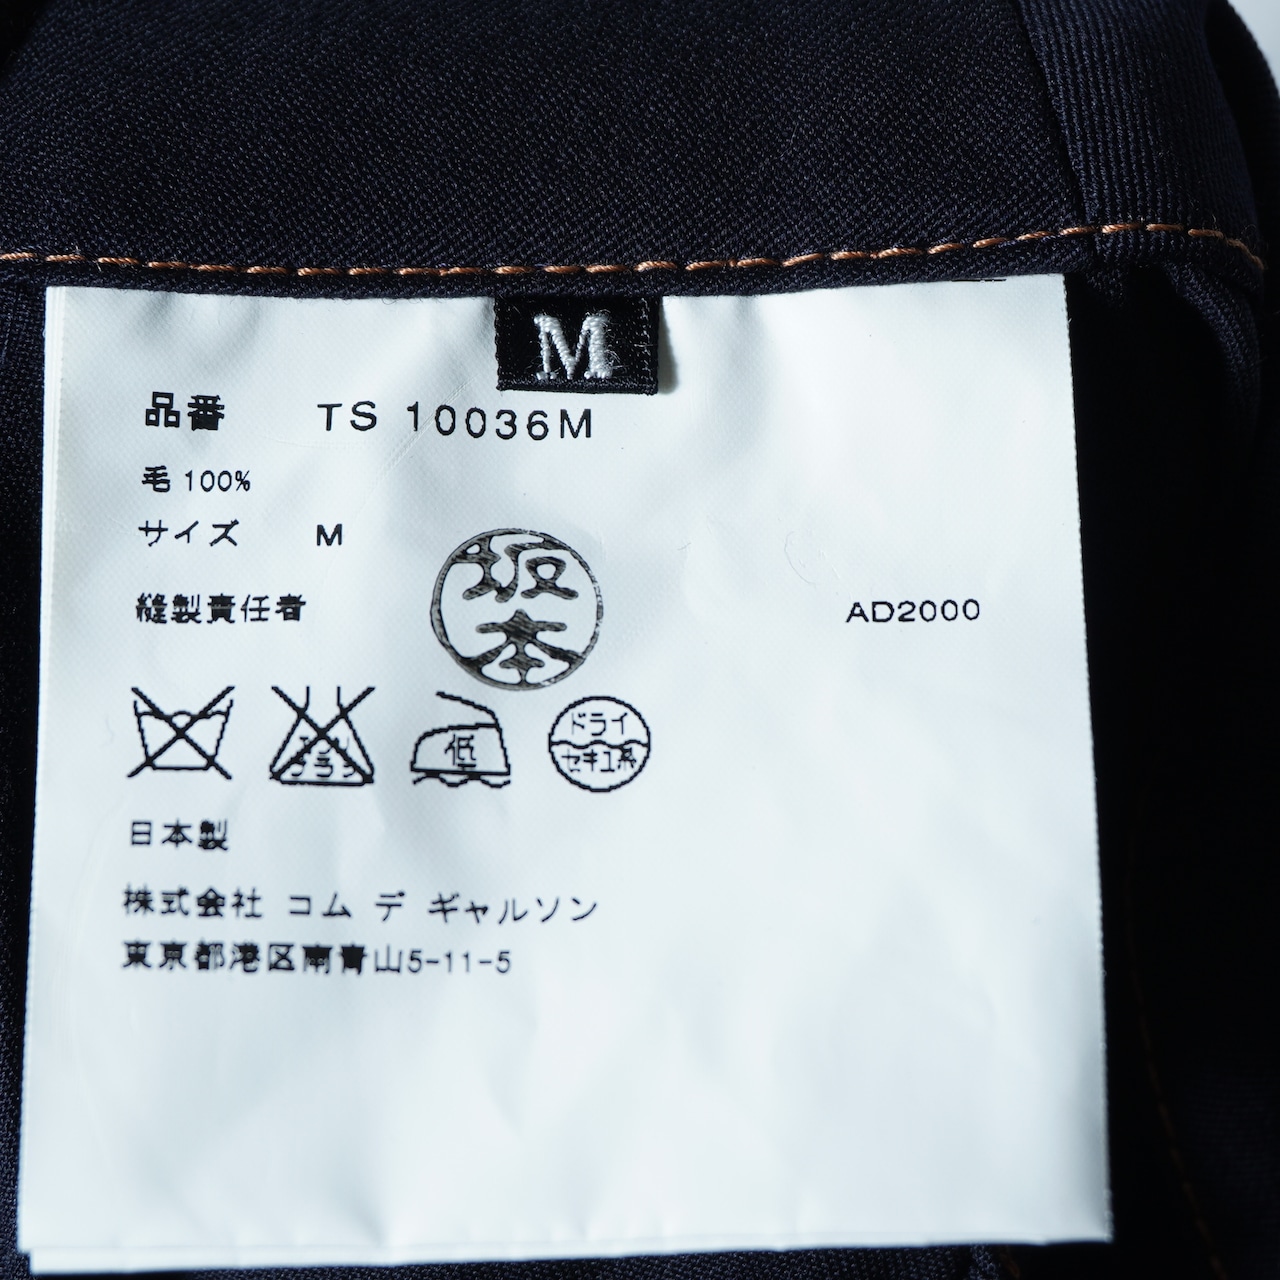 M
品番 TS 10036M
毛 100%
サイズ M
縫製責任者 坂本
AD2000
低
ドライ
セキユ系
日本製
株式会社 コム デ ギャルソン
東京都港区南青山5-11-5